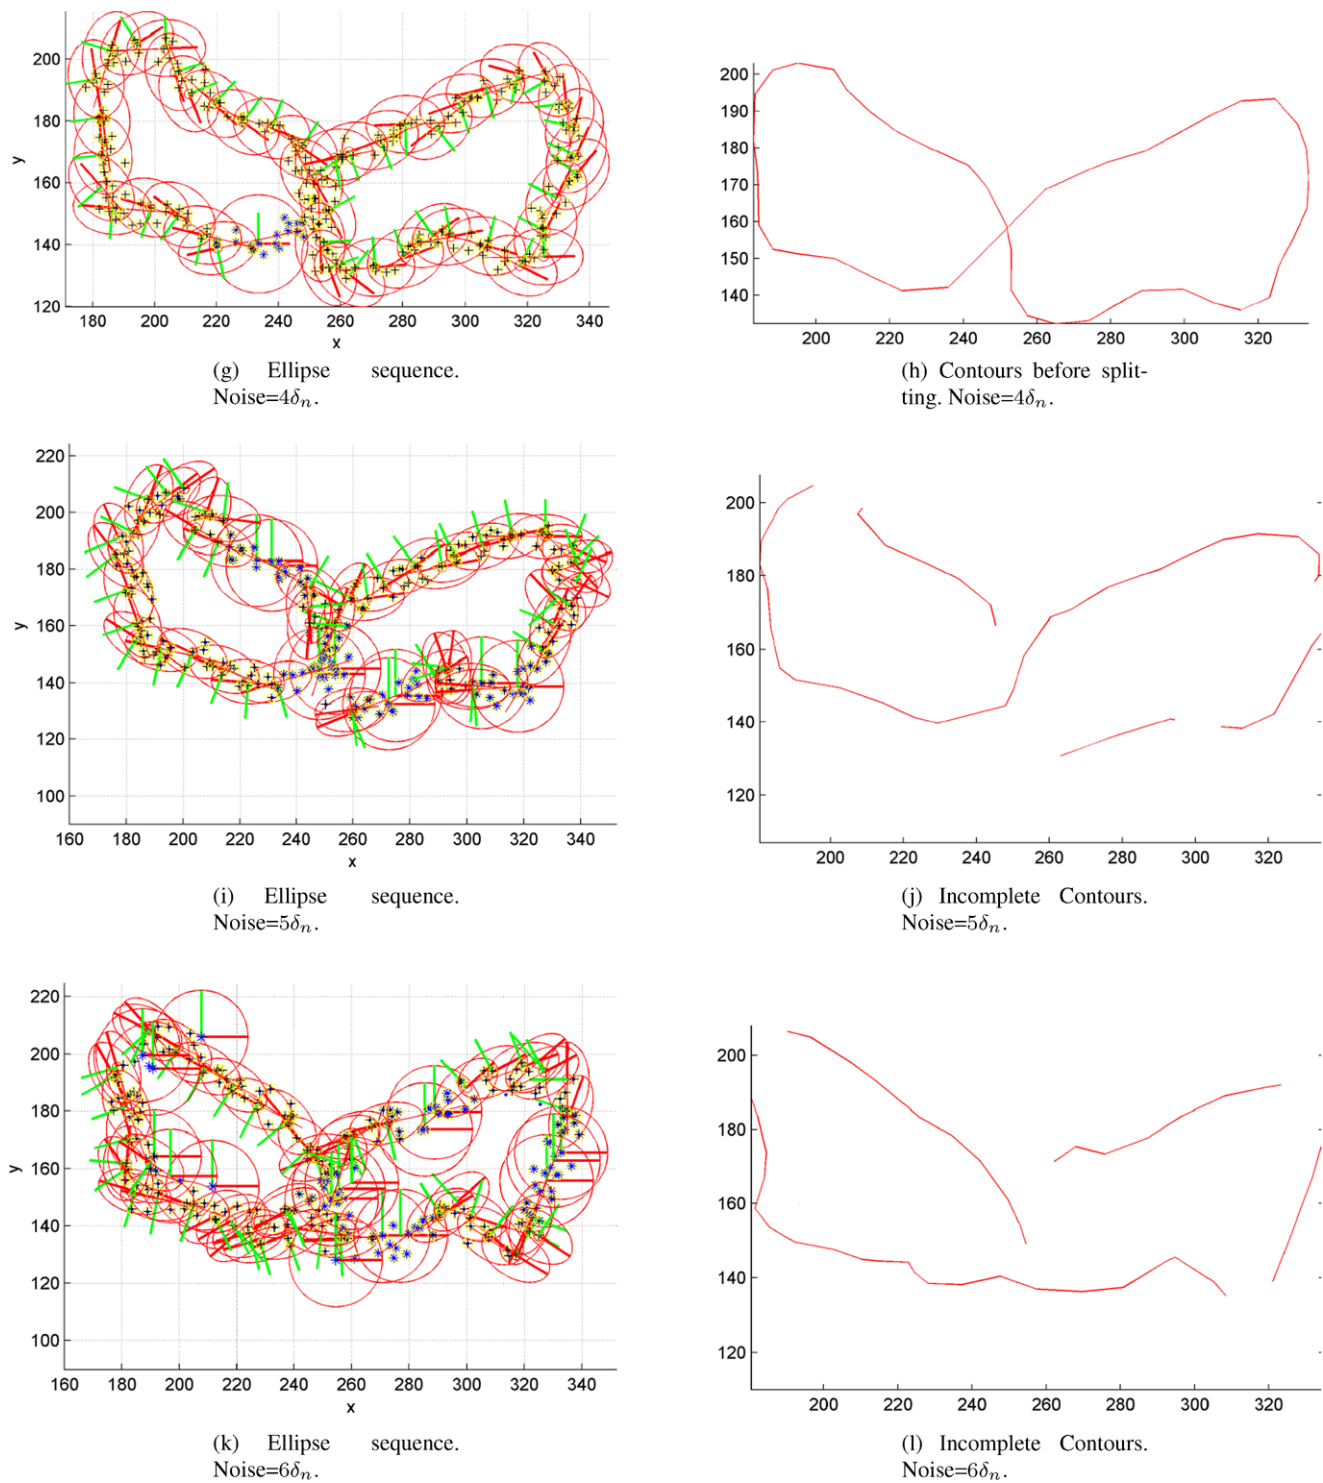 200
180
160
140
120
y
180 200 220 240 260 280 300 320 340
x
(g) Ellipse sequence.
Noise=4δn.
200
190
180
170
160
150
140
200 220 240 260 280 300 320
(h) Contours before split-
ting. Noise=4δn.
220
200
180
160
140
120
100
y
160 180 200 220 240 260 280 300 320 340
x
(i) Ellipse sequence.
Noise=5δn.
200
180
160
140
120
200 220 240 260 280 300 320
(j) Incomplete Contours.
Noise=5δn.
220
200
180
160
140
120
100
y
160 180 200 220 240 260 280 300 320 340
x
(k) Ellipse sequence.
Noise=6δn.
200
180
160
140
120
200 220 240 260 280 300 320
(l) Incomplete Contours.
Noise=6δn.